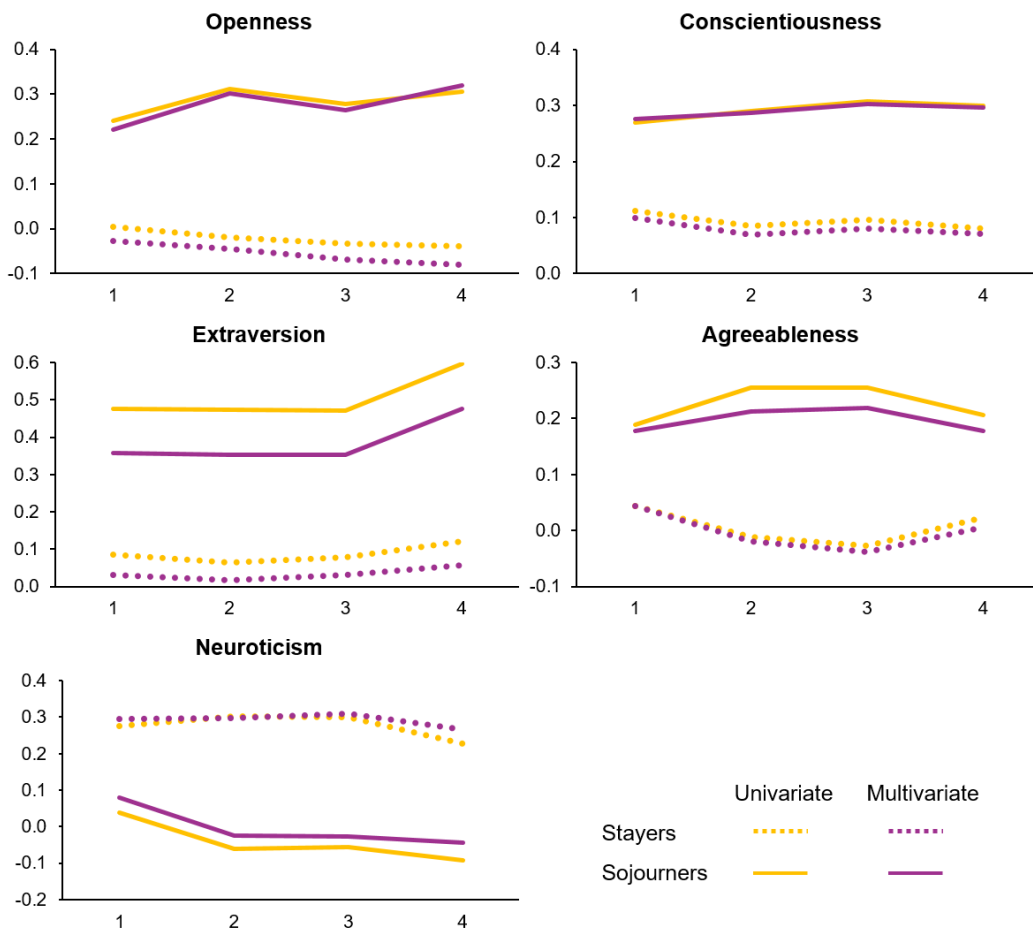 Openness
0.4
0.3
0.2
0.1
0.0
-0.1
1 2 3 4
Conscientiousness
0.4
0.3
0.2
0.1
0.0
1 2 3 4
Extraversion
0.6
0.5
0.4
0.3
0.2
0.1
0.0
1 2 3 4
Agreeableness
0.3
0.2
0.1
0.0
-0.1
1 2 3 4
Neuroticism
0.4
0.3
0.2
0.1
0.0
-0.1
-0.2
1 2 3 4
Univariate Multivariate
Stayers
Sojourners